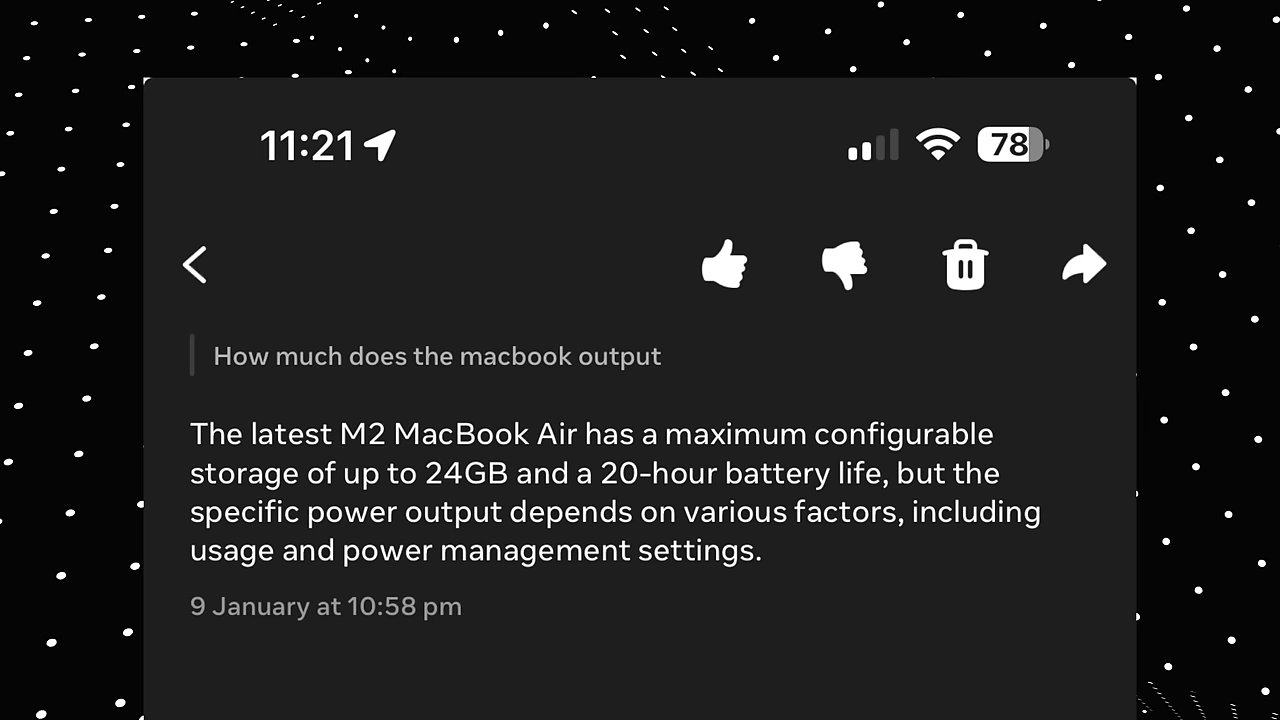 11:21
78
How much does the macbook output
The latest M2 MacBook Air has a maximum configurable
storage of up to 24GB and a 20-hour battery life, but the
specific power output depends on various factors, including
usage and power management settings.
9 January at 10:58 pm